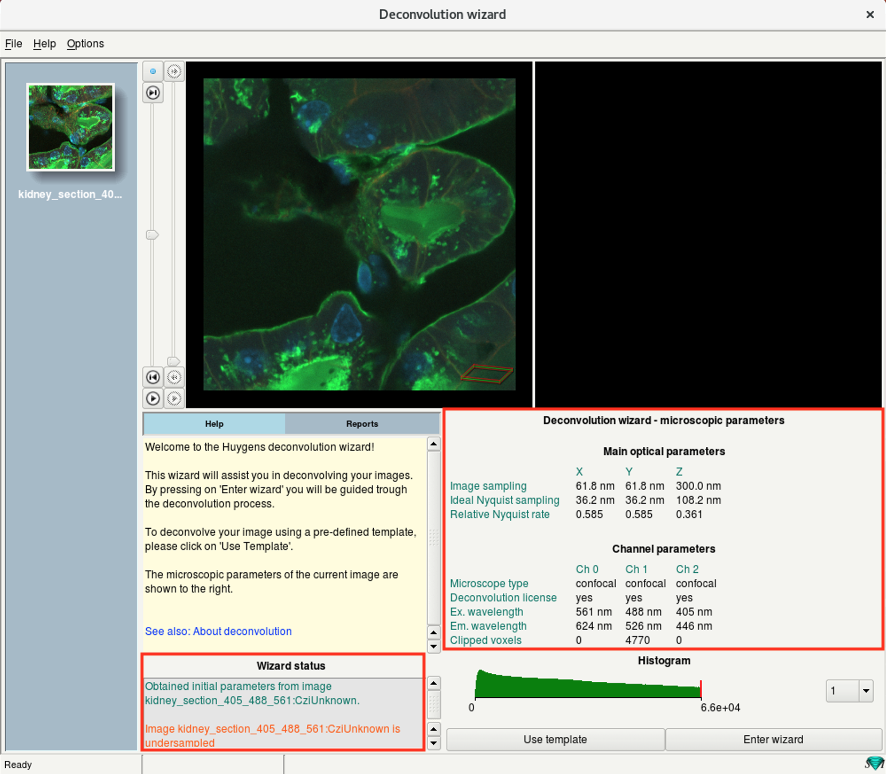 Deconvolution wizard
×
File Help Options
kidney_section_40...
Help Reports
Welcome to the Huygens deconvolution wizard!
This wizard will assist you in deconvolving your images.
By pressing on 'Enter wizard' you will be guided trough
the deconvolution process.
To deconvolve your image using a pre-defined template,
please click on 'Use Template'.
The microscopic parameters of the current image are
shown to the right.
See also: About deconvolution
Wizard status
Obtained initial parameters from image
kidney_section_405_488_561:CziUnknown.
Image kidney_section_405_488_561:CziUnknown is
undersampled
Deconvolution wizard - microscopic parameters
Main optical parameters
X Y Z
Image sampling 61.8 nm 61.8 nm 300.0 nm
Ideal Nyquist sampling 36.2 nm 36.2 nm 108.2 nm
Relative Nyquist rate 0.585 0.585 0.361
Channel parameters
Ch 0 Ch 1 Ch 2
Microscope type confocal confocal confocal
Deconvolution license yes yes yes
Ex. wavelength 561 nm 488 nm 405 nm
Em. wavelength 624 nm 526 nm 446 nm
Clipped voxels 0 4770 0
Histogram
0 6.6e+04
1
Use template Enter wizard
Ready